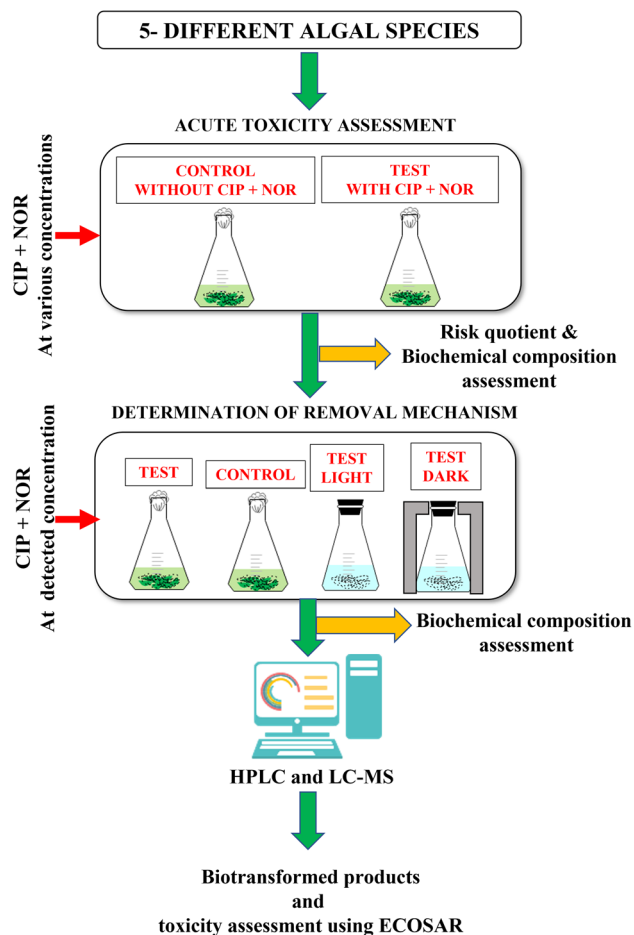 5- DIFFERENT ALGAL SPECIES
ACUTE TOXICITY ASSESSMENT
CIP + NOR
At various concentrations
CONTROL
WITHOUT CIP + NOR
TEST
WITH CIP + NOR
Risk quotient &
Biochemical composition
assessment
DETERMINATION OF REMOVAL MECHANISM
CIP + NOR
At detected concentration
TEST
CONTROL
TEST
LIGHT
TEST
DARK
Biochemical composition
assessment
HPLC and LC-MS
Biotransformed products
and
toxicity assessment using ECOSAR